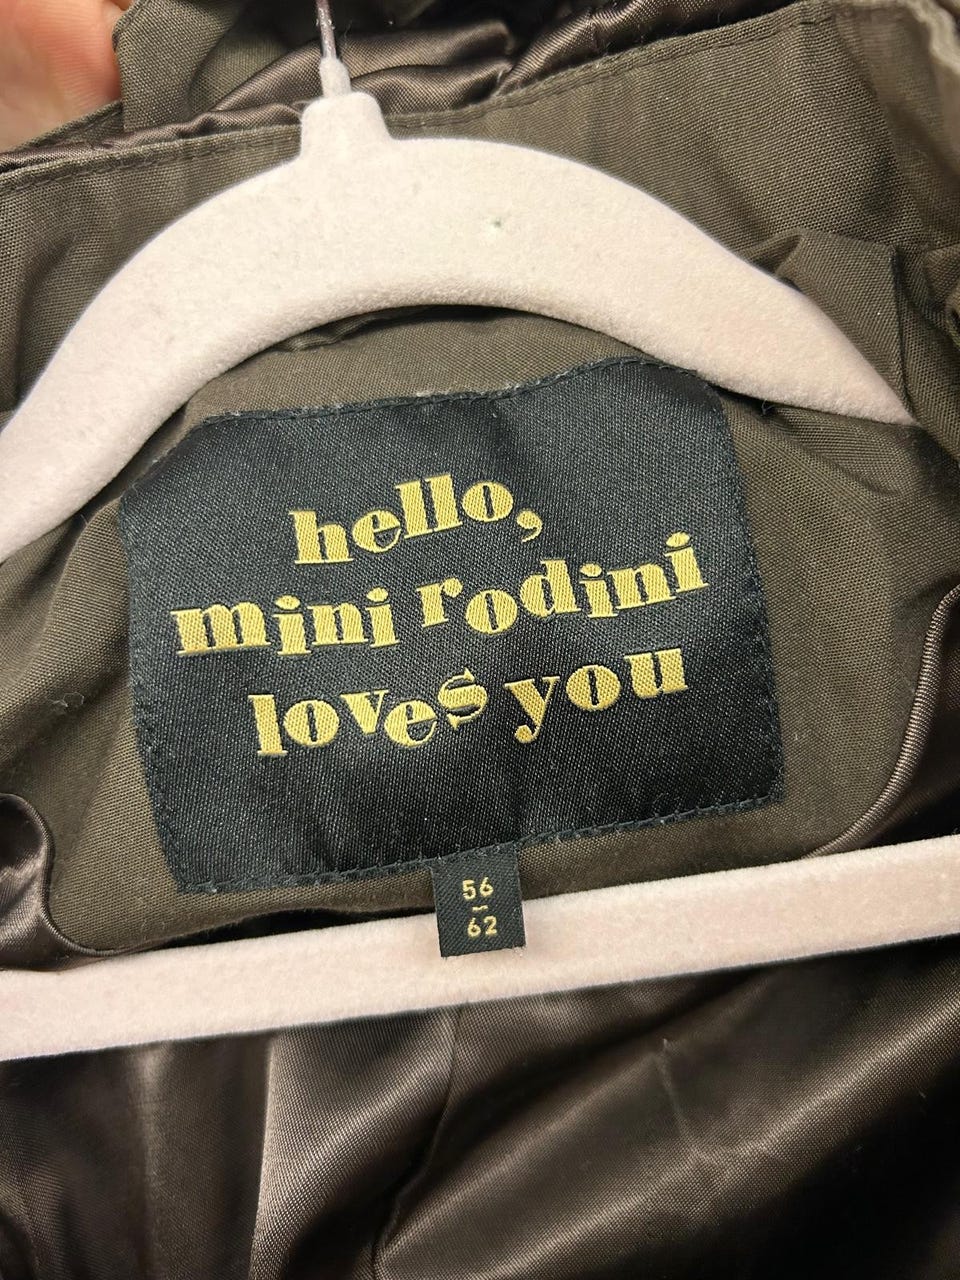 hello,
mini rodini
loves you
56
–
62